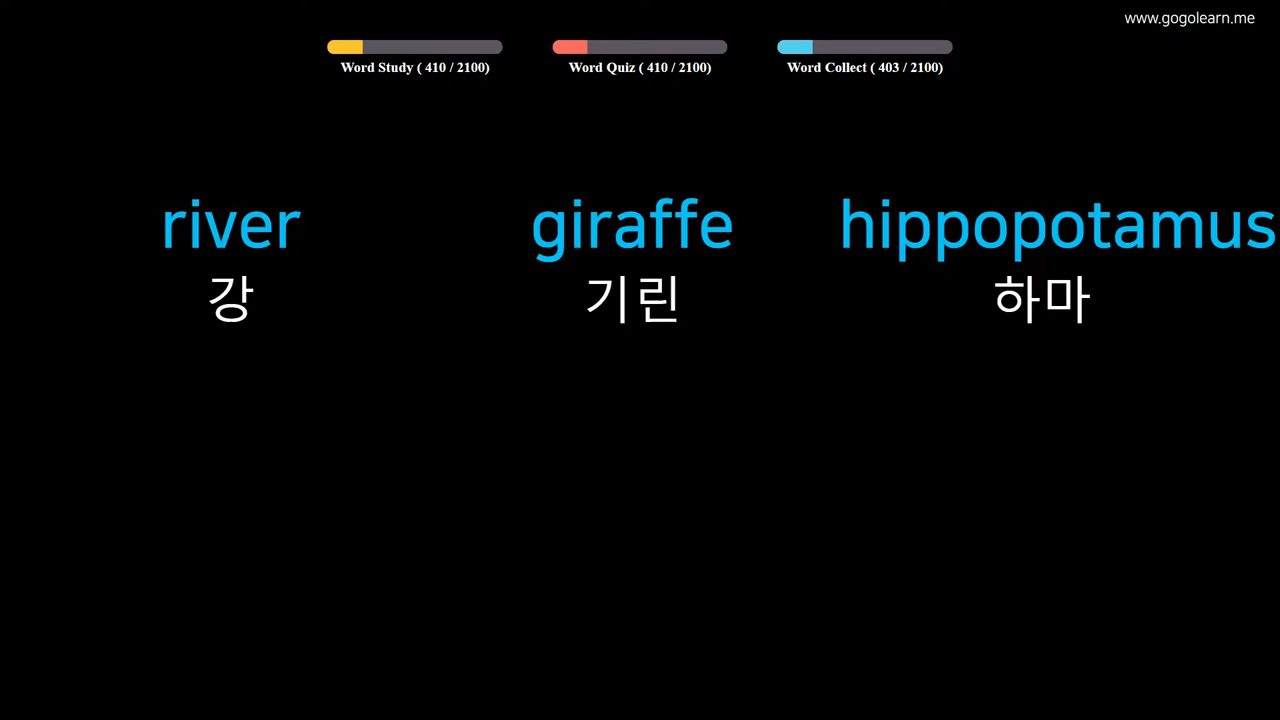 www.gogolearn.me
Word Study ( 410 / 2100) Word Quiz ( 410 / 2100) Word Collect ( 403 / 2100)
river giraffe hippopotamus
강 기린 하마